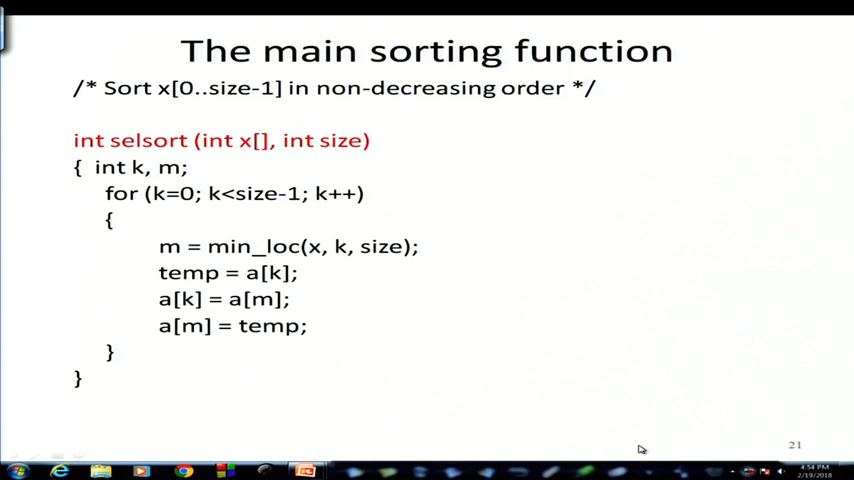 The main sorting function
/* Sort x[0..size-1] in non-decreasing order */
int selsort (int x[], int size)
{ int k, m;
for (k=0; k<size-1; k++)
{
m = min_loc(x, k, size);
temp = a[k];
a[k] = a[m];
a[m] = temp;
}
}
21
4:54 PM
2/19/2018